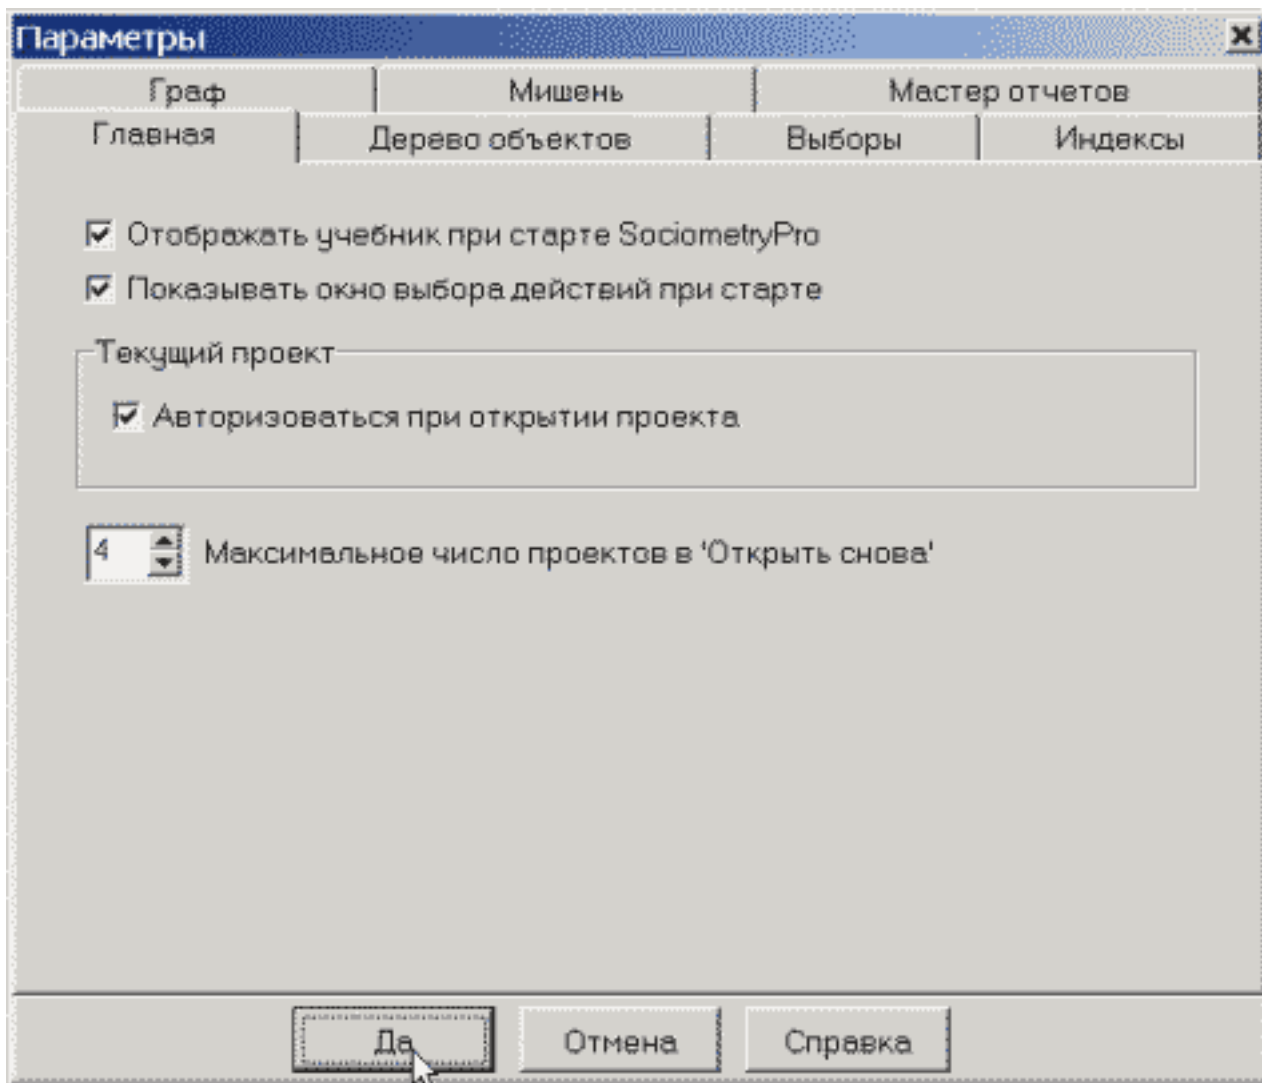 Параметры
Граф Мишень Мастер отчетов
Главная Дерево объектов Выборы Индексы
Отображать учебник при старте SociometryPro
Показывать окно выбора действий при старте
Текущий проект
Авторизоваться при открытии проекта
4 Максимальное число проектов в 'Открыть снова'
Да Отмена Справка